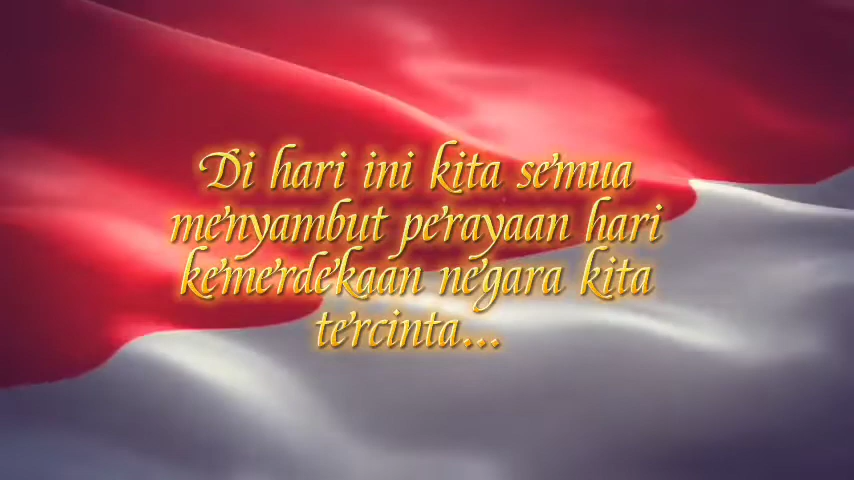 Di hari ini kita semua
menyambut perayaan hari
kemerdekaan negara kita
tercinta...